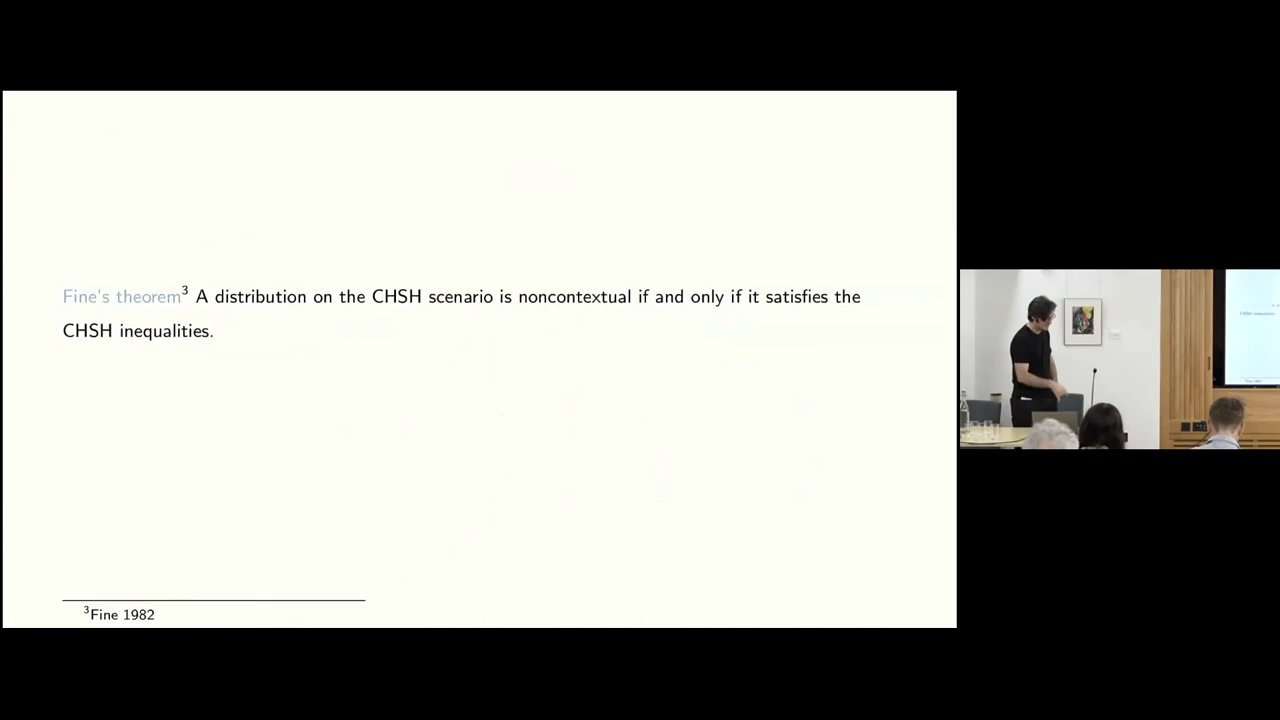 Fine's theorem³ A distribution on the CHSH scenario is noncontextual if and only if it satisfies the
CHSH inequalities.
³Fine 1982